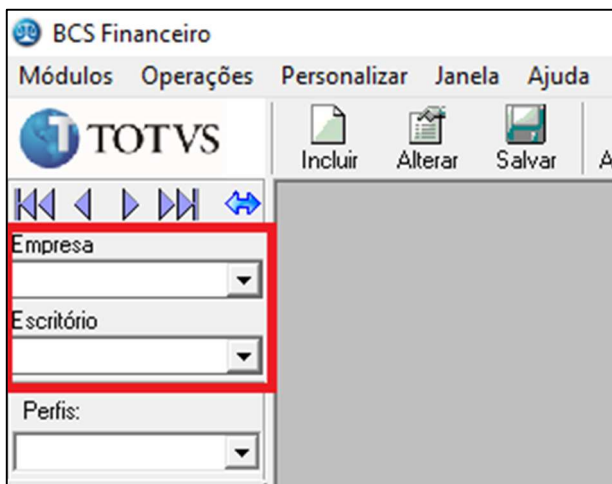 BCS Financeiro
Módulos Operações Personalizar Janela Ajuda
TOTVS
Incluir Alterar Salvar A
Empresa
Escritório
Perfis: